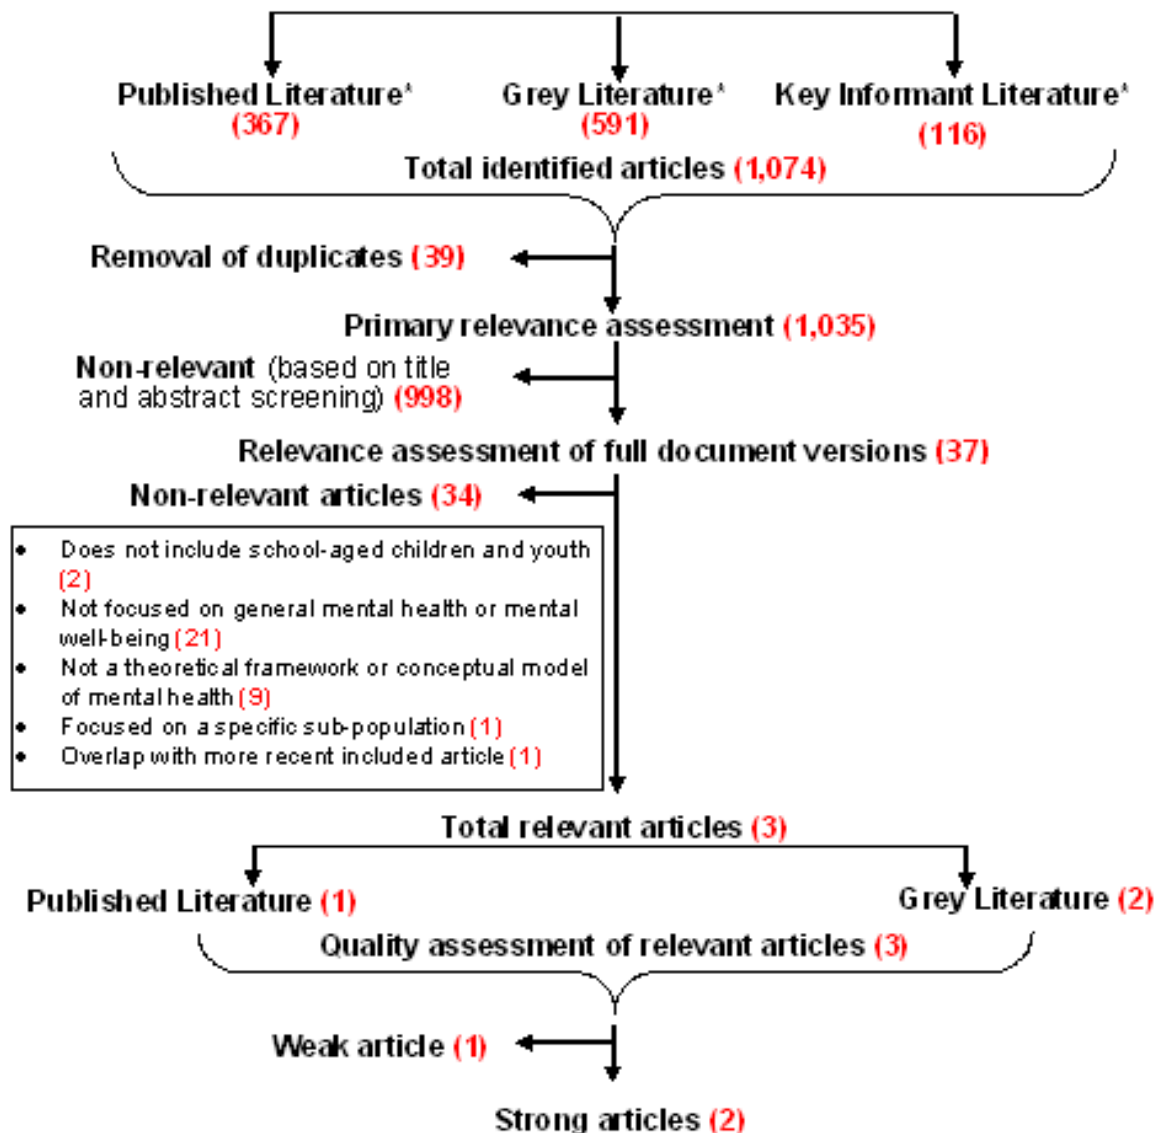 Published Literature*
(367)
Grey Literature*
(591)
Key Informant Literature*
(116)
Total identified articles (1,074)
Removal of duplicates (39)
Primary relevance assessment (1,035)
Non-relevant (based on title
and abstract screening) (998)
Relevance assessment of full document versions (37)
Non-relevant articles (34)
• Does not include school-aged children and youth
(2)
• Not focused on general mental health or mental
well-being (21)
• Not a theoretical framework or conceptual model
of mental health (9)
• Focused on a specific sub-population (1)
• Overlap with more recent included article (1)
Total relevant articles (3)
Published Literature (1)
Grey Literature (2)
Quality assessment of relevant articles (3)
Weak article (1)
Strong articles (2)